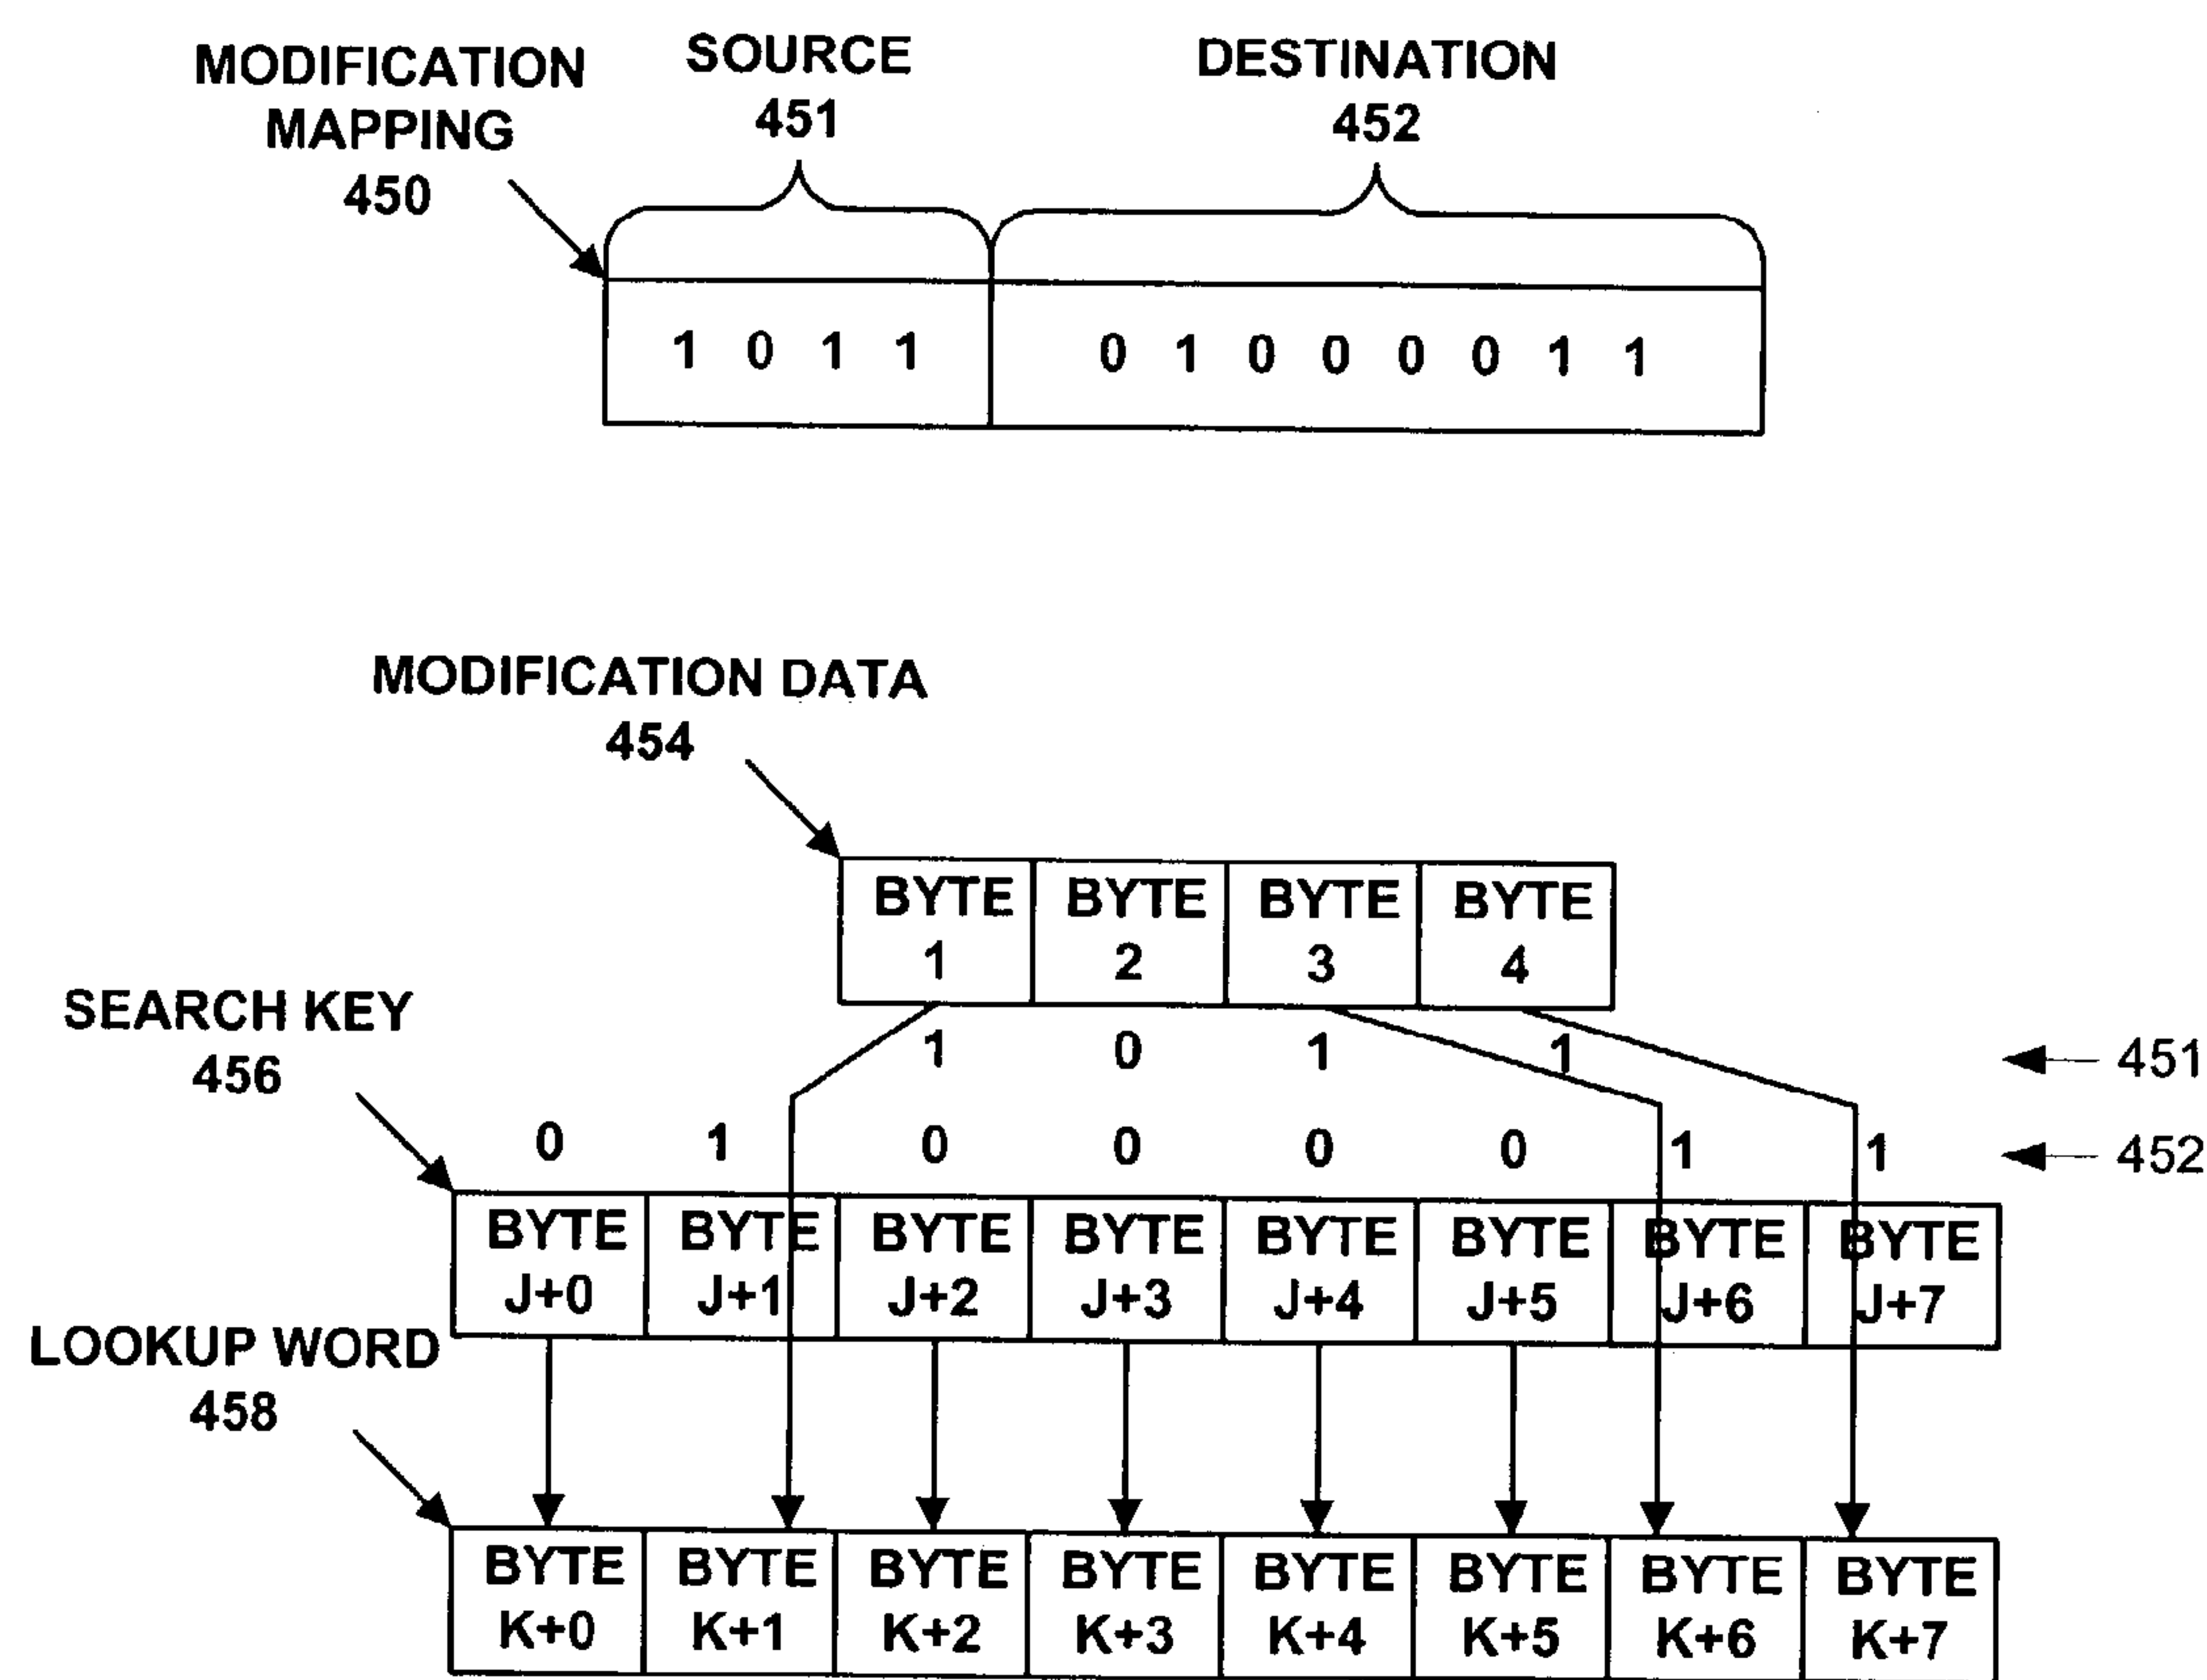 MODIFICATION
MAPPING
450
SOURCE
451
DESTINATION
452
1 0 1 1
0 1 0 0 0 0 1 1
MODIFICATION DATA
454
BYTE 1
BYTE 2
BYTE 3
BYTE 4
1 0 1 1
451
SEARCH KEY
456
0 1 0 0 0 0 1 1
452
BYTE J+0
BYTE J+1
BYTE J+2
BYTE J+3
BYTE J+4
BYTE J+5
BYTE J+6
BYTE J+7
LOOKUP WORD
458
BYTE K+0
BYTE K+1
BYTE K+2
BYTE K+3
BYTE K+4
BYTE K+5
BYTE K+6
BYTE K+7